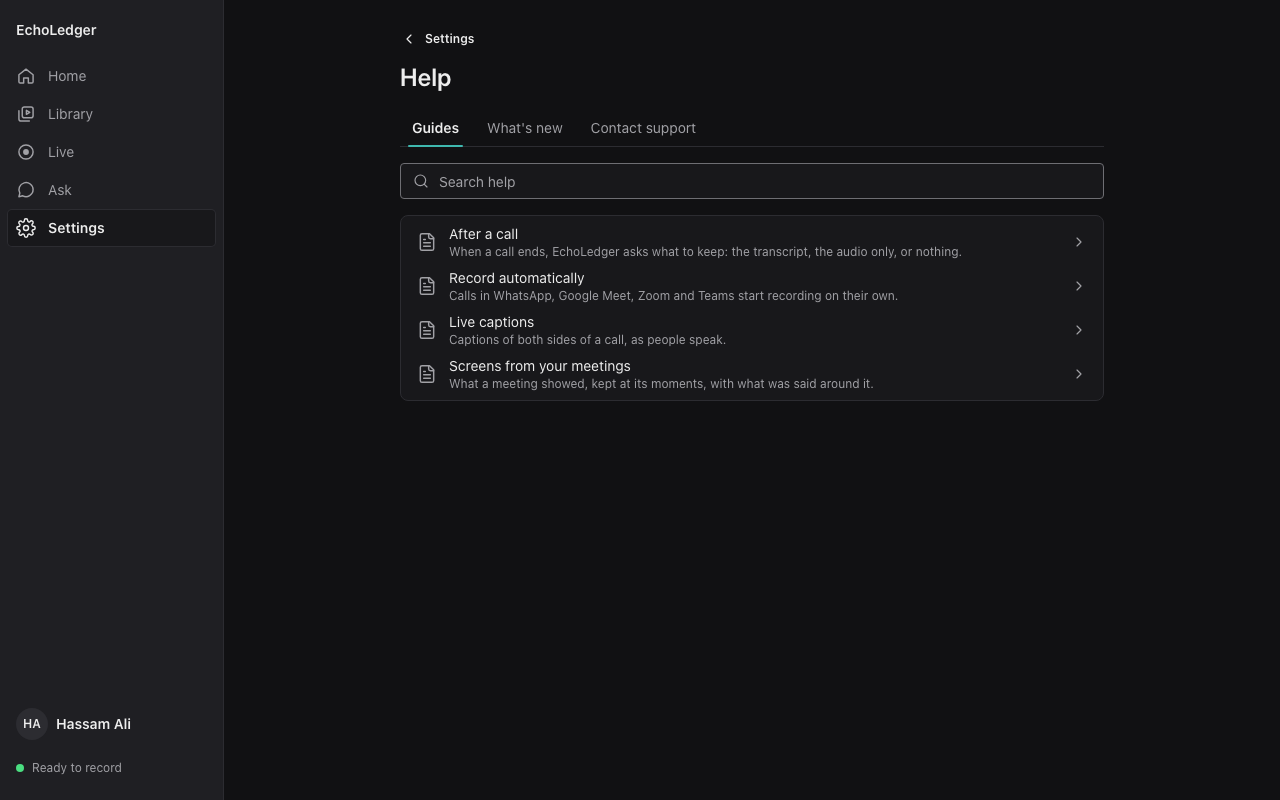 EchoLedger
Home
Library
Live
Ask
Settings
HA
Hassam Ali
Ready to record
Settings
Help
Guides
What's new
Contact support
Search help
After a call
When a call ends, EchoLedger asks what to keep: the transcript, the audio only, or nothing.
Record automatically
Calls in WhatsApp, Google Meet, Zoom and Teams start recording on their own.
Live captions
Captions of both sides of a call, as people speak.
Screens from your meetings
What a meeting showed, kept at its moments, with what was said around it.